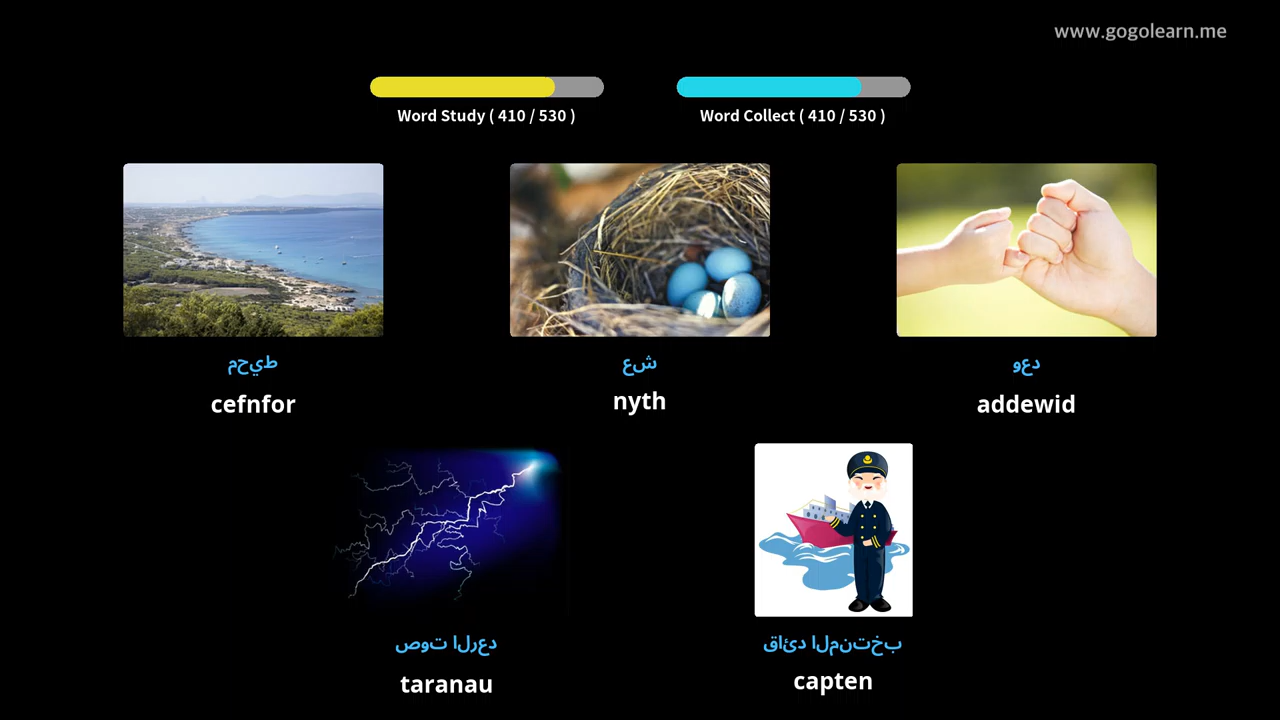 www.gogolearn.me
Word Study ( 410 / 530 )
Word Collect ( 410 / 530 )
محيط
cefnfor
عش
nyth
وعد
addewid
صوت الرعد
taranau
قائد المنتخب
capten